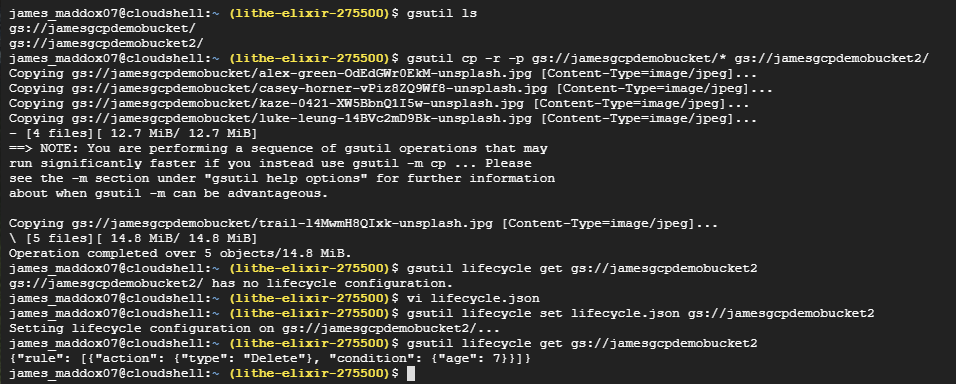 james_maddox07@cloudshell:~ (lithe-elixir-275500)$ gsutil ls
gs://jamesgcpdemobucket/
gs://jamesgcpdemobucket2/
james_maddox07@cloudshell:~ (lithe-elixir-275500)$ gsutil cp -r -p gs://jamesgcpdemobucket/* gs://jamesgcpdemobucket2/
Copying gs://jamesgcpdemobucket/alex-green-OdEdGWr0EkM-unsplash.jpg [Content-Type=image/jpeg]...
Copying gs://jamesgcpdemobucket/casey-horner-vPiz8ZQ9Wf8-unsplash.jpg [Content-Type=image/jpeg]...
Copying gs://jamesgcpdemobucket/kaze-0421-XW5BbnQ1I5w-unsplash.jpg [Content-Type=image/jpeg]...
Copying gs://jamesgcpdemobucket/luke-leung-14BVc2mD9Bk-unsplash.jpg [Content-Type=image/jpeg]...
- [4 files][ 12.7 MiB/ 12.7 MiB]
==> NOTE: You are performing a sequence of gsutil operations that may
run significantly faster if you instead use gsutil -m cp ... Please
see the -m section under "gsutil help options" for further information
about when gsutil -m can be advantageous.
Copying gs://jamesgcpdemobucket/trail-l4MwmH8QIxk-unsplash.jpg [Content-Type=image/jpeg]...
\ [5 files][ 14.8 MiB/ 14.8 MiB]
Operation completed over 5 objects/14.8 MiB.
james_maddox07@cloudshell:~ (lithe-elixir-275500)$ gsutil lifecycle get gs://jamesgcpdemobucket2
gs://jamesgcpdemobucket2/ has no lifecycle configuration.
james_maddox07@cloudshell:~ (lithe-elixir-275500)$ vi lifecycle.json
james_maddox07@cloudshell:~ (lithe-elixir-275500)$ gsutil lifecycle set lifecycle.json gs://jamesgcpdemobucket2
Setting lifecycle configuration on gs://jamesgcpdemobucket2/...
james_maddox07@cloudshell:~ (lithe-elixir-275500)$ gsutil lifecycle get gs://jamesgcpdemobucket2
{"rule": [{"action": {"type": "Delete"}, "condition": {"age": 7}}]}
james_maddox07@cloudshell:~ (lithe-elixir-275500)$